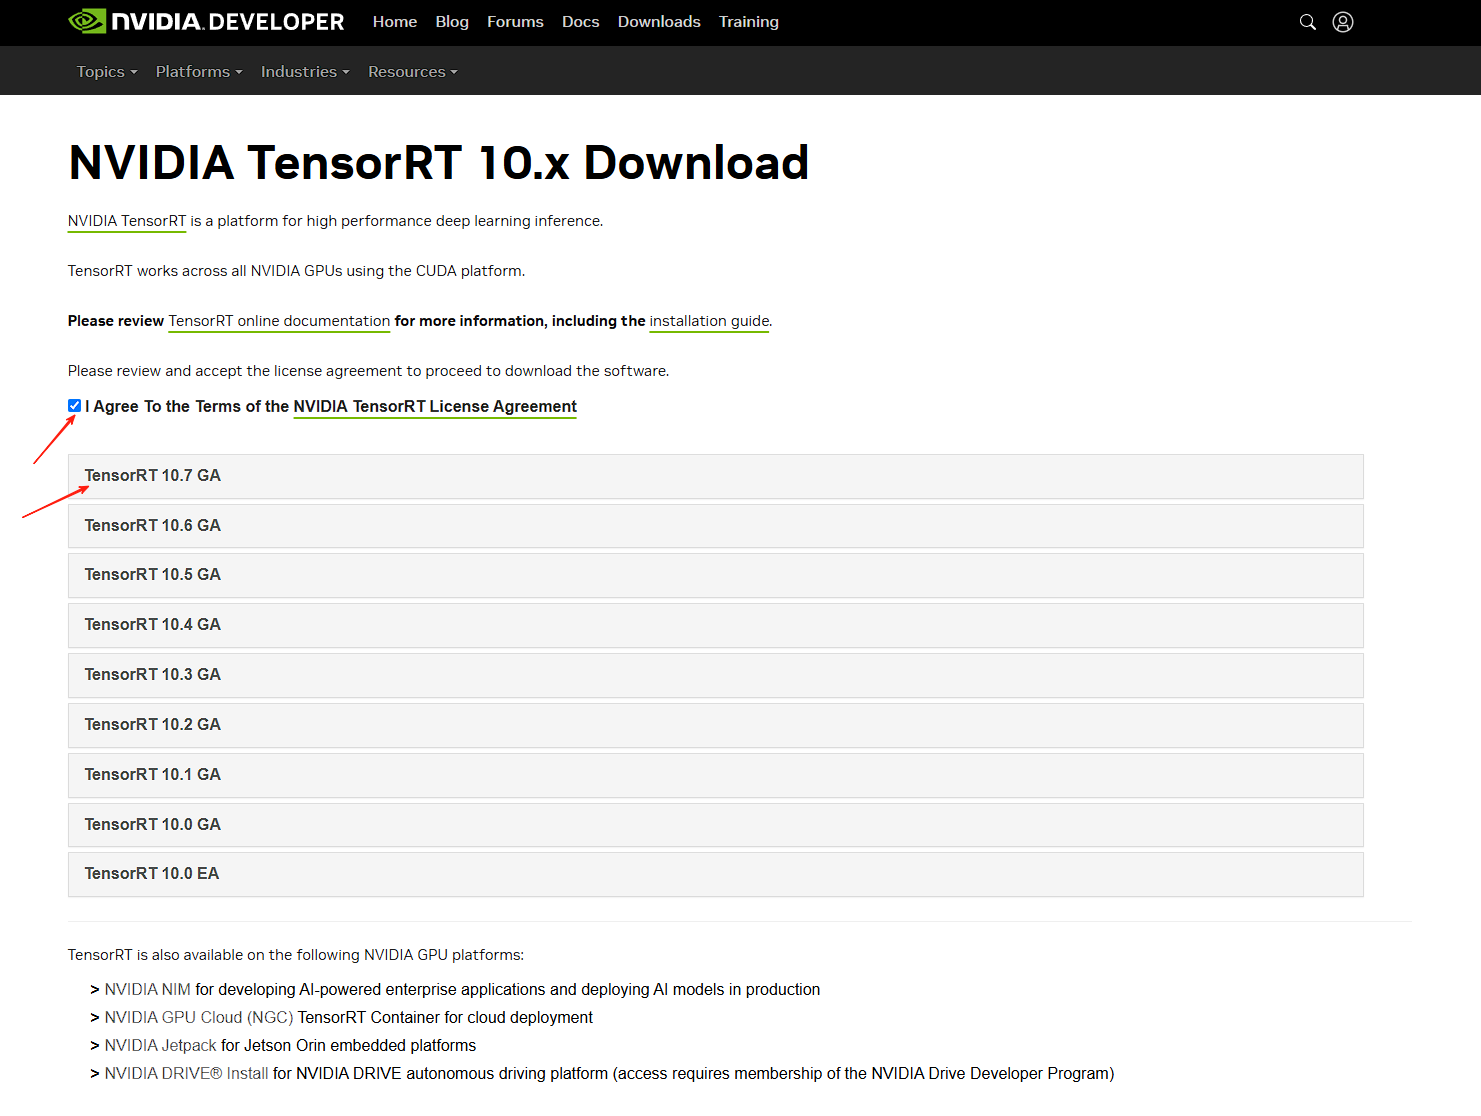 NVIDIA. DEVELOPER Home Blog Forums Docs Downloads Training
Topics Platforms Industries Resources
NVIDIA TensorRT 10.x Download
NVIDIA TensorRT is a platform for high performance deep learning inference.
TensorRT works across all NVIDIA GPUs using the CUDA platform.
Please review TensorRT online documentation for more information, including the installation guide.
Please review and accept the license agreement to proceed to download the software.
I Agree To the Terms of the NVIDIA TensorRT License Agreement
TensorRT 10.7 GA
TensorRT 10.6 GA
TensorRT 10.5 GA
TensorRT 10.4 GA
TensorRT 10.3 GA
TensorRT 10.2 GA
TensorRT 10.1 GA
TensorRT 10.0 GA
TensorRT 10.0 EA
TensorRT is also available on the following NVIDIA GPU platforms:
> NVIDIA NIM for developing AI-powered enterprise applications and deploying AI models in production
> NVIDIA GPU Cloud (NGC) TensorRT Container for cloud deployment
> NVIDIA Jetpack for Jetson Orin embedded platforms
> NVIDIA DRIVE® Install for NVIDIA DRIVE autonomous driving platform (access requires membership of the NVIDIA Drive Developer Program)